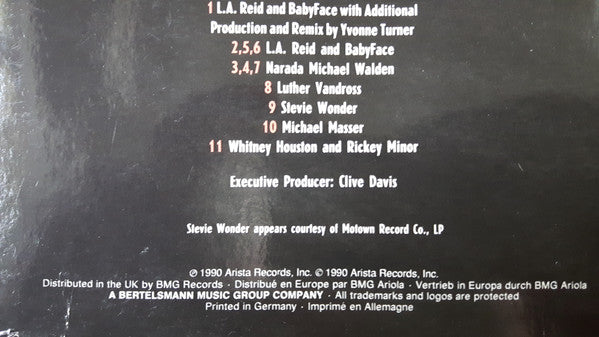 1 L.A. Reid and BabyFace with Additional
Production and Remix by Yvonne Turner
2,5,6 L.A. Reid and BabyFace
3,4,7 Narada Michael Walden
8 Luther Vandross
9 Stevie Wonder
10 Michael Masser
11 Whitney Houston and Rickey Minor
Executive Producer: Clive Davis
Stevie Wonder appears courtesy of Motown Record Co., LP
℗ 1990 Arista Records, Inc. © 1990 Arista Records, Inc.
Distributed in the UK by BMG Records · Distribué en Europe par BMG Ariola · Vertrieb in Europa durch BMG Ariola
A BERTELSMANN MUSIC GROUP COMPANY · All trademarks and logos are protected
Printed in Germany · Imprimé en Allemagne